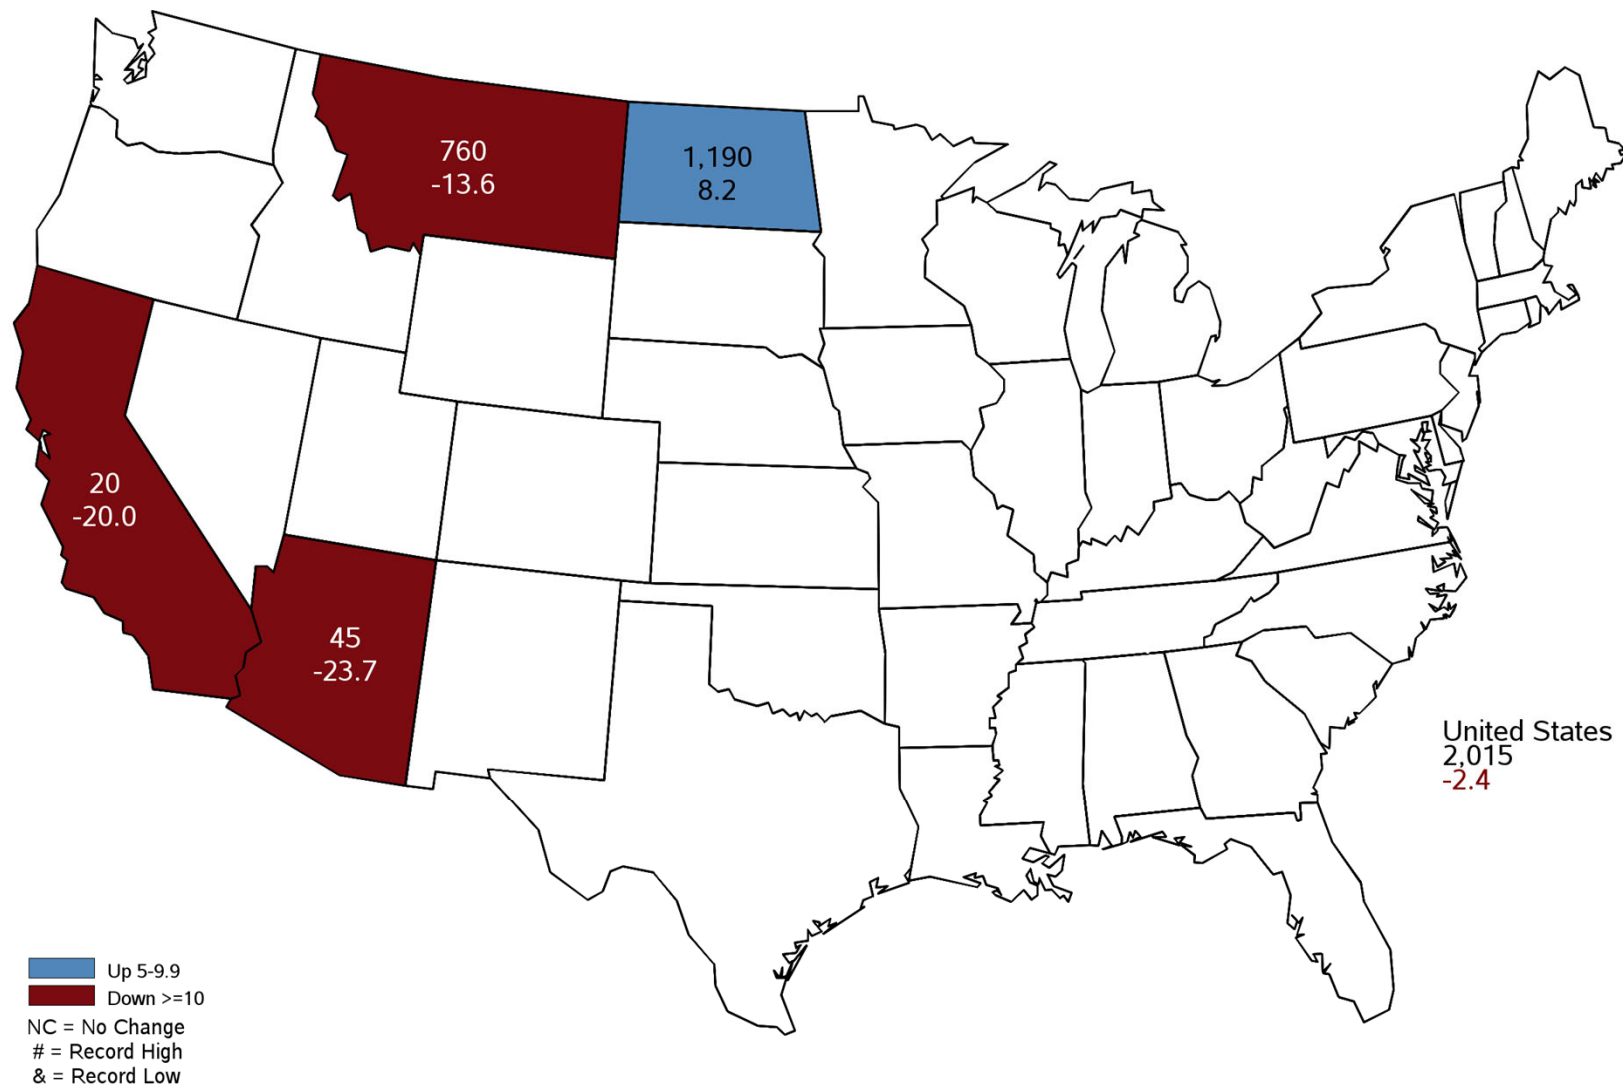 760
-13.6
1,190
8.2
20
-20.0
45
-23.7
United States
2,015
-2.4
Up 5-9.9
Down >=10
NC = No Change
# = Record High
& = Record Low